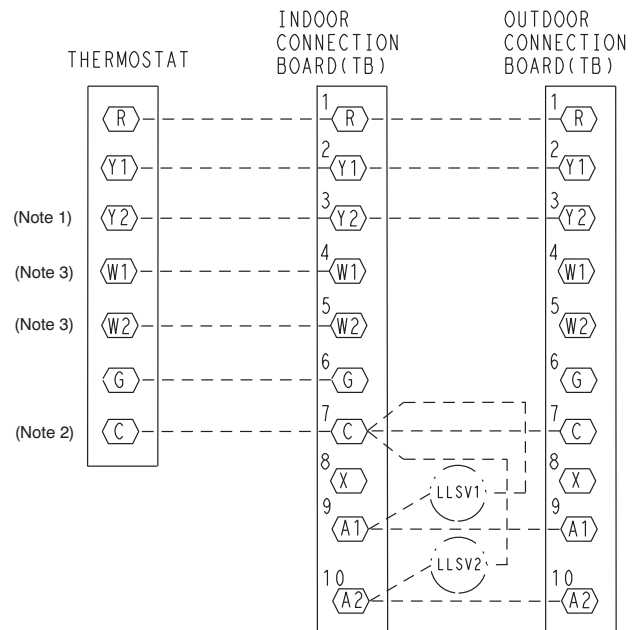 INDOOR
CONNECTION
BOARD(TB)
OUTDOOR
CONNECTION
BOARD(TB)
THERMOSTAT
R 1 R 1 R
Y1 2 Y1 2 Y1
(Note 1) Y2 3 Y2 3 Y2
(Note 3) W1 4 W1 4 W1
(Note 3) W2 5 W2 5 W2
G 6 G 6 G
(Note 2) C 7 C 7 C
8 X 8 X
LLSV1
9 A1 9 A1
LLSV2
10 A2 10 A2